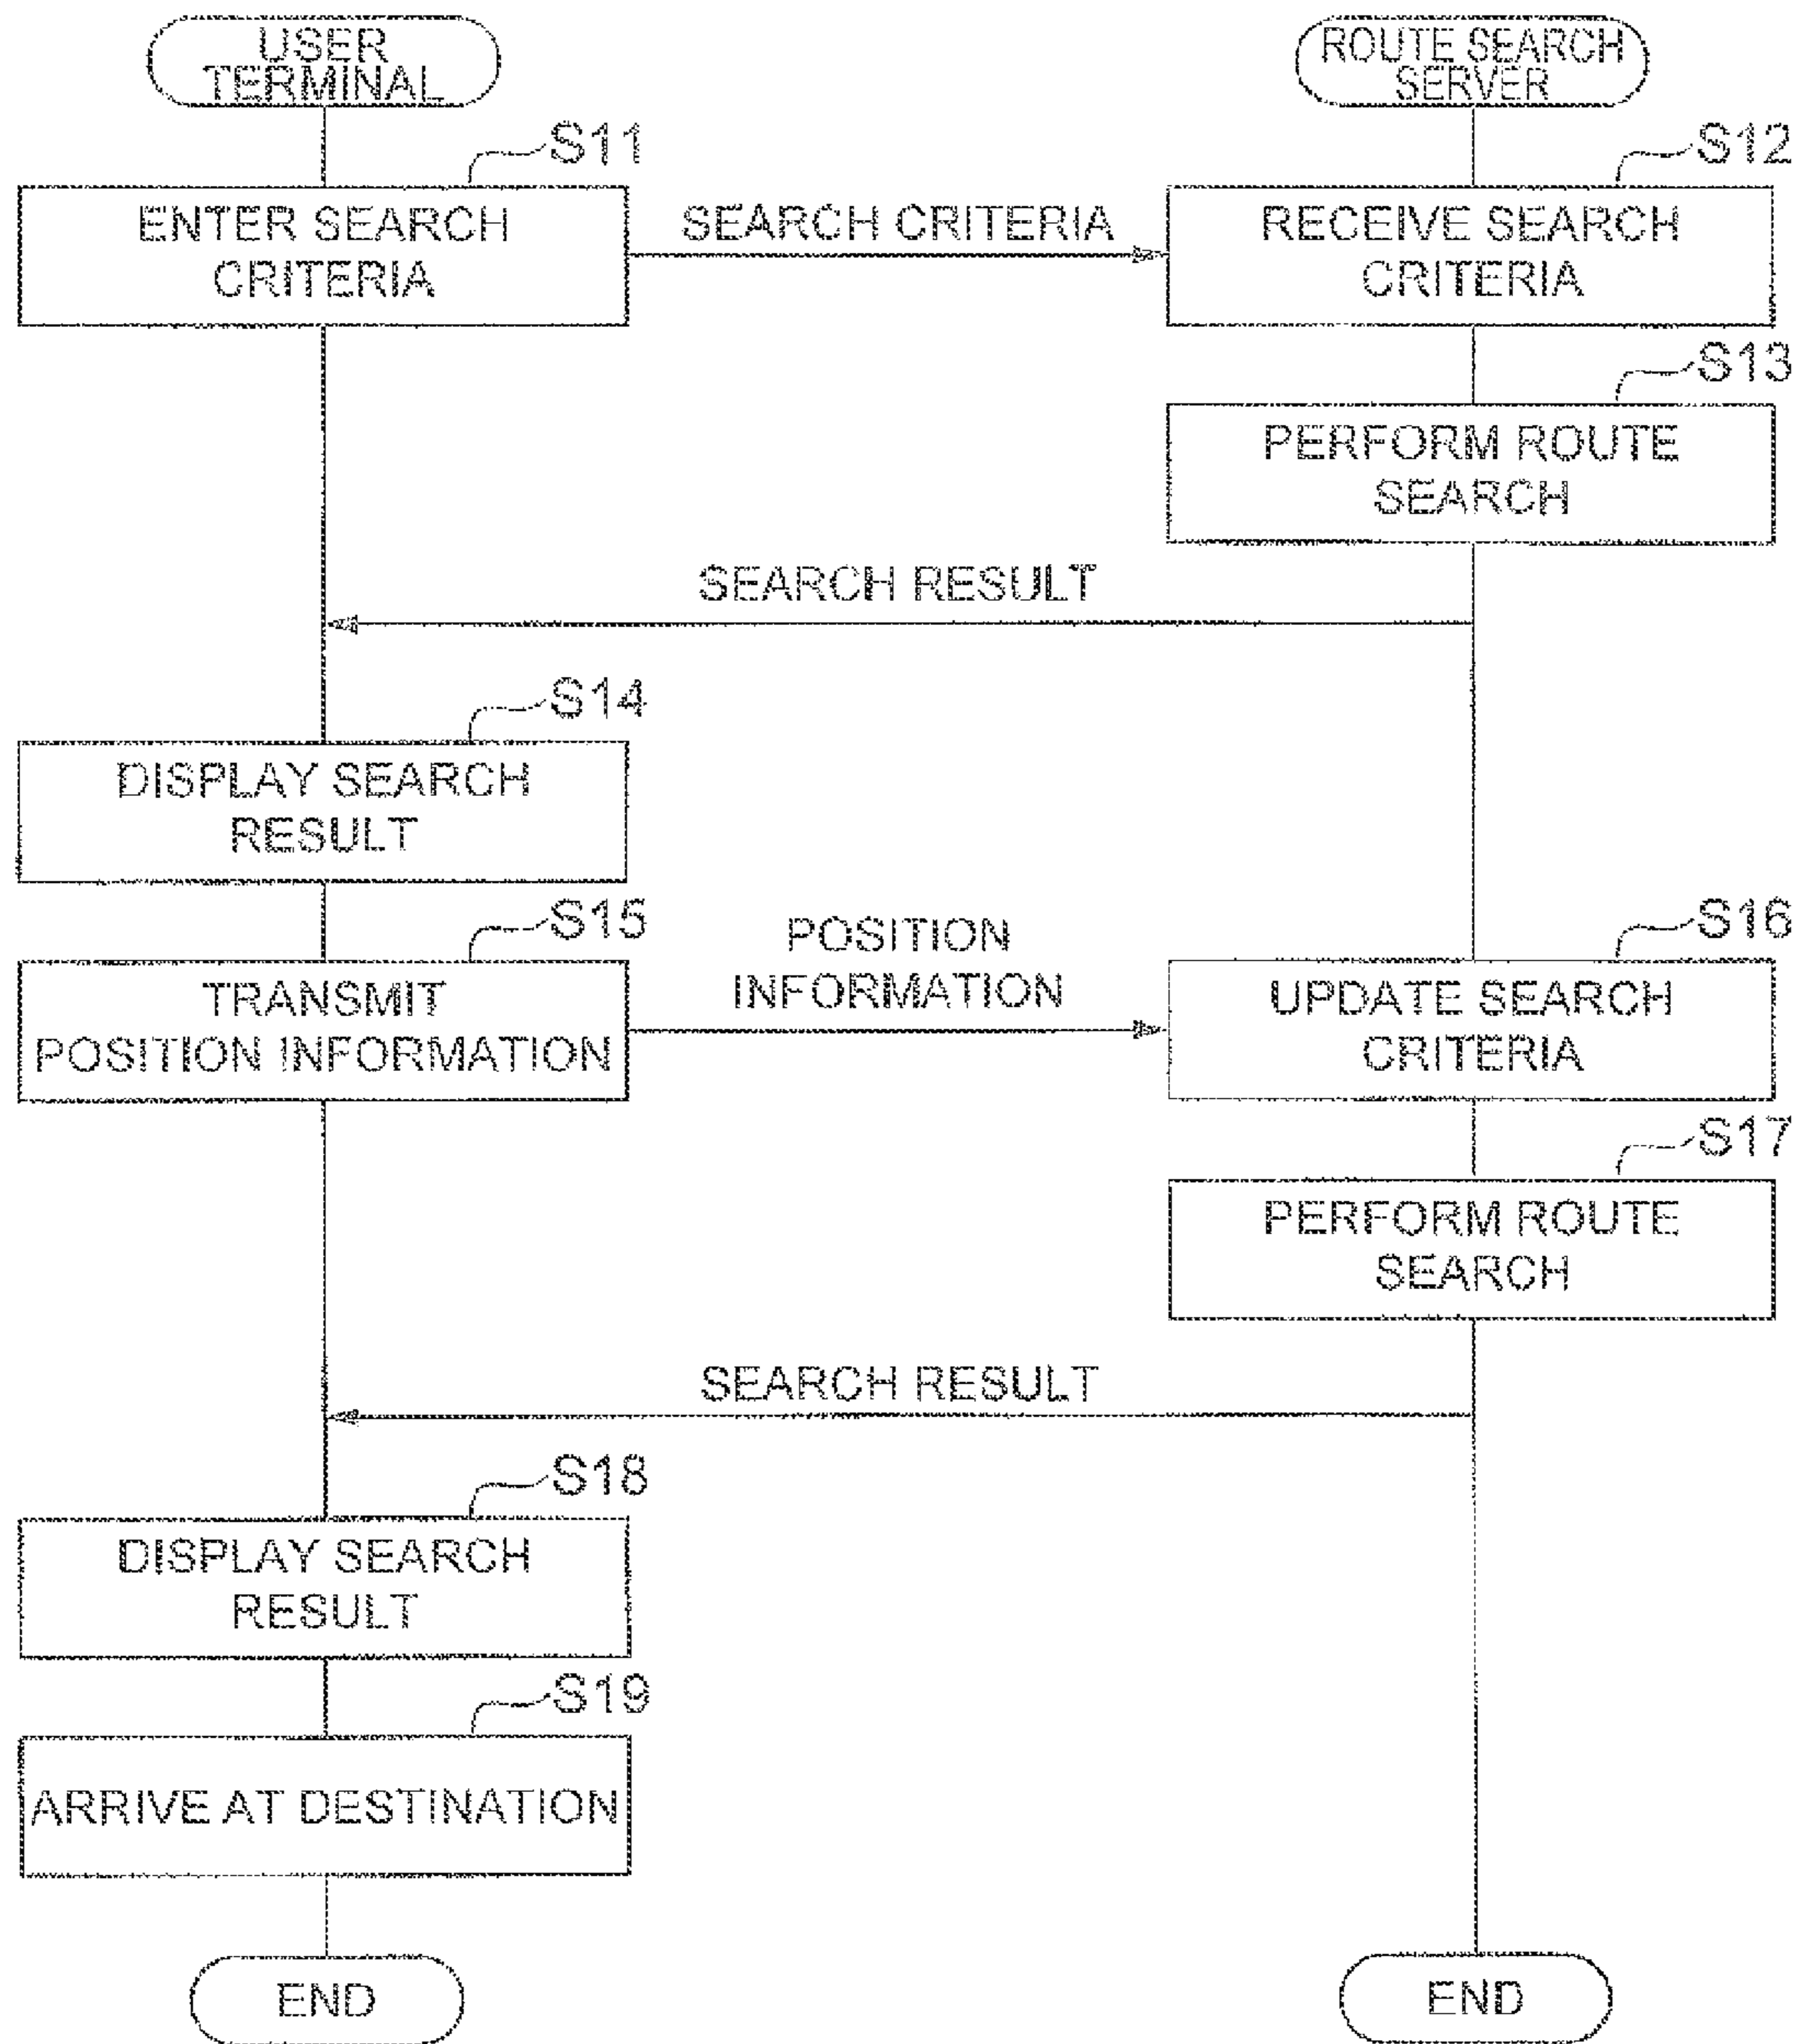 USER
TERMINAL
ROUTE SEARCH
SERVER
S11
S12
ENTER SEARCH
CRITERIA
SEARCH CRITERIA
RECEIVE SEARCH
CRITERIA
S13
PERFORM ROUTE
SEARCH
SEARCH RESULT
S14
DISPLAY SEARCH
RESULT
S15
TRANSMIT
POSITION INFORMATION
POSITION
INFORMATION
S16
UPDATE SEARCH
CRITERIA
S17
PERFORM ROUTE
SEARCH
SEARCH RESULT
S18
DISPLAY SEARCH
RESULT
S19
ARRIVE AT DESTINATION
END
END